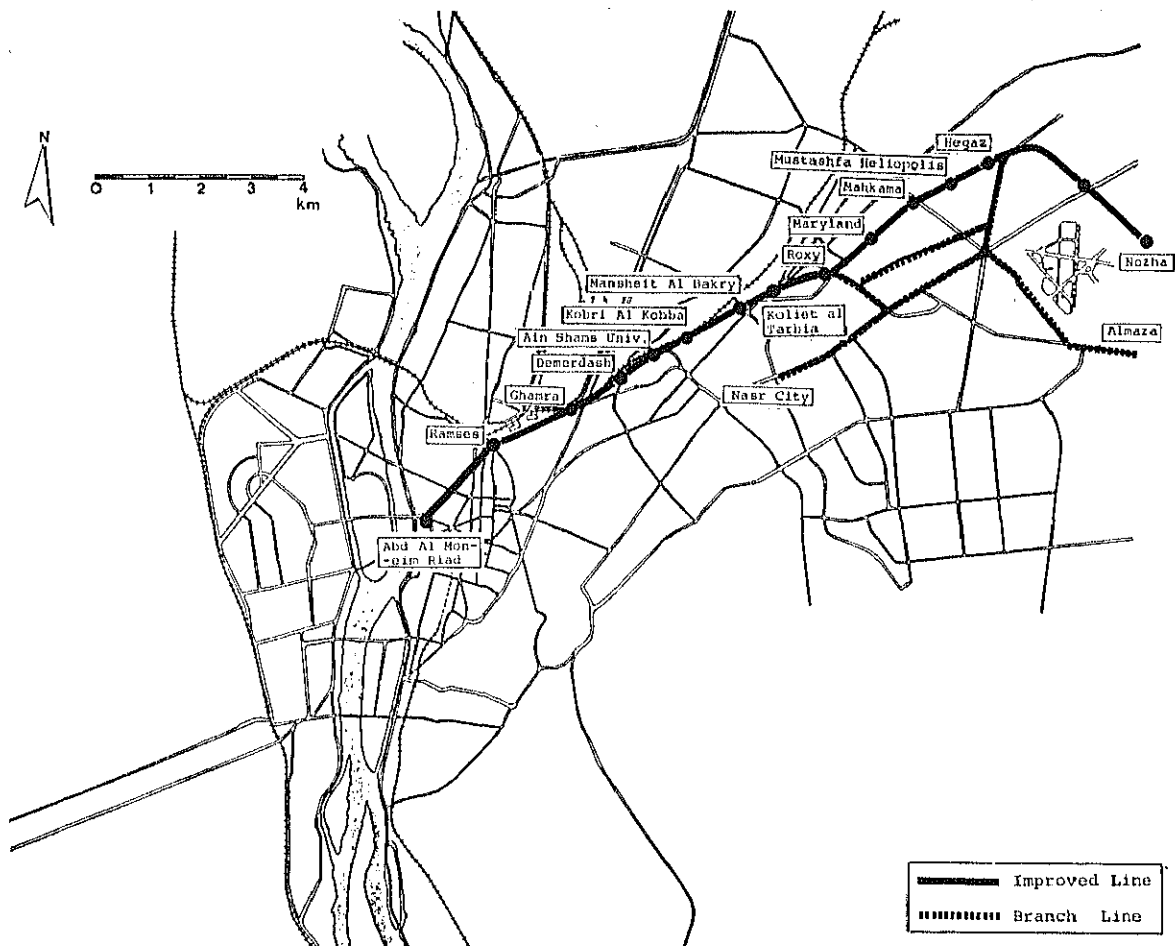 N
0 1 2 3 4
km
Hegaz
Mustashfa Heliopolis
Mahkama
Maryland
Roxy
Nozha
Mansheit Al Bakry
Koliet al
Tarbia
Kobri Al Kobba
Ain Shams Univ.
Almaza
Demerdash
Nasr City
Ghamra
Ramses
Abd Al Mon-
-eim Riad
Improved Line
Branch Line